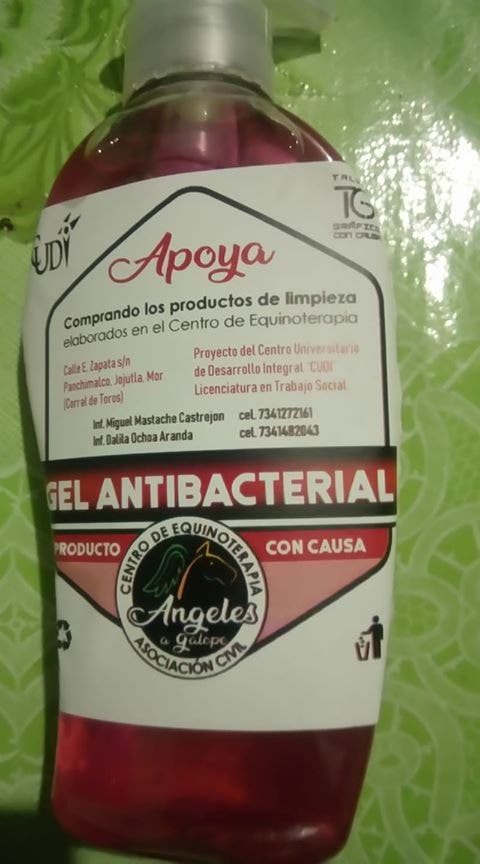 CUDI
TG
GRÁFICO
CON CAUSA
Apoya
Comprando los productos de limpieza
elaborados en el Centro de Equinoterapia
Calle E. Zapata s/n
Panchimalco, Jojutla, Mor
(Corral de Toros)
Proyecto del Centro Universitario
de Desarrollo Integral "CUDI"
Licenciatura en Trabajo Social
Inf. Miguel Mastache Castrejon cel. 7341272161
Inf. Dalila Ochoa Aranda cel. 7341482043
GEL ANTIBACTERIAL
PRODUCTO CON CAUSA
CENTRO DE EQUINOTERAPIA
Angeles
a Galope
ASOCIACIÓN CIVIL